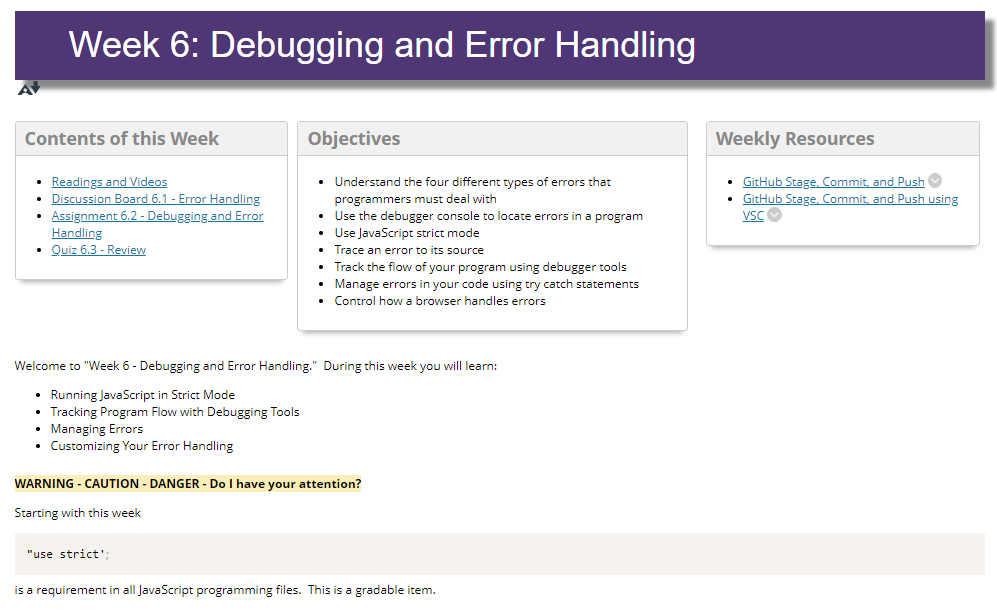 Week 6: Debugging and Error Handling
Contents of this Week
Readings and Videos
Discussion Board 6.1 - Error Handling
Assignment 6.2 - Debugging and Error
Handling
Quiz 6.3 - Review
Objectives
Understand the four different types of errors that
programmers must deal with
Use the debugger console to locate errors in a program
Use JavaScript strict mode
Trace an error to its source
Track the flow of your program using debugger tools
Manage errors in your code using try catch statements
Control how a browser handles errors
Weekly Resources
GitHub Stage, Commit, and Push
GitHub Stage, Commit, and Push using
VSC
Welcome to "Week 6 - Debugging and Error Handling."  During this week you will learn:
Running JavaScript in Strict Mode
Tracking Program Flow with Debugging Tools
Managing Errors
Customizing Your Error Handling
WARNING - CAUTION - DANGER - Do I have your attention?
Starting with this week
"use strict';
is a requirement in all JavaScript programming files.  This is a gradable item.